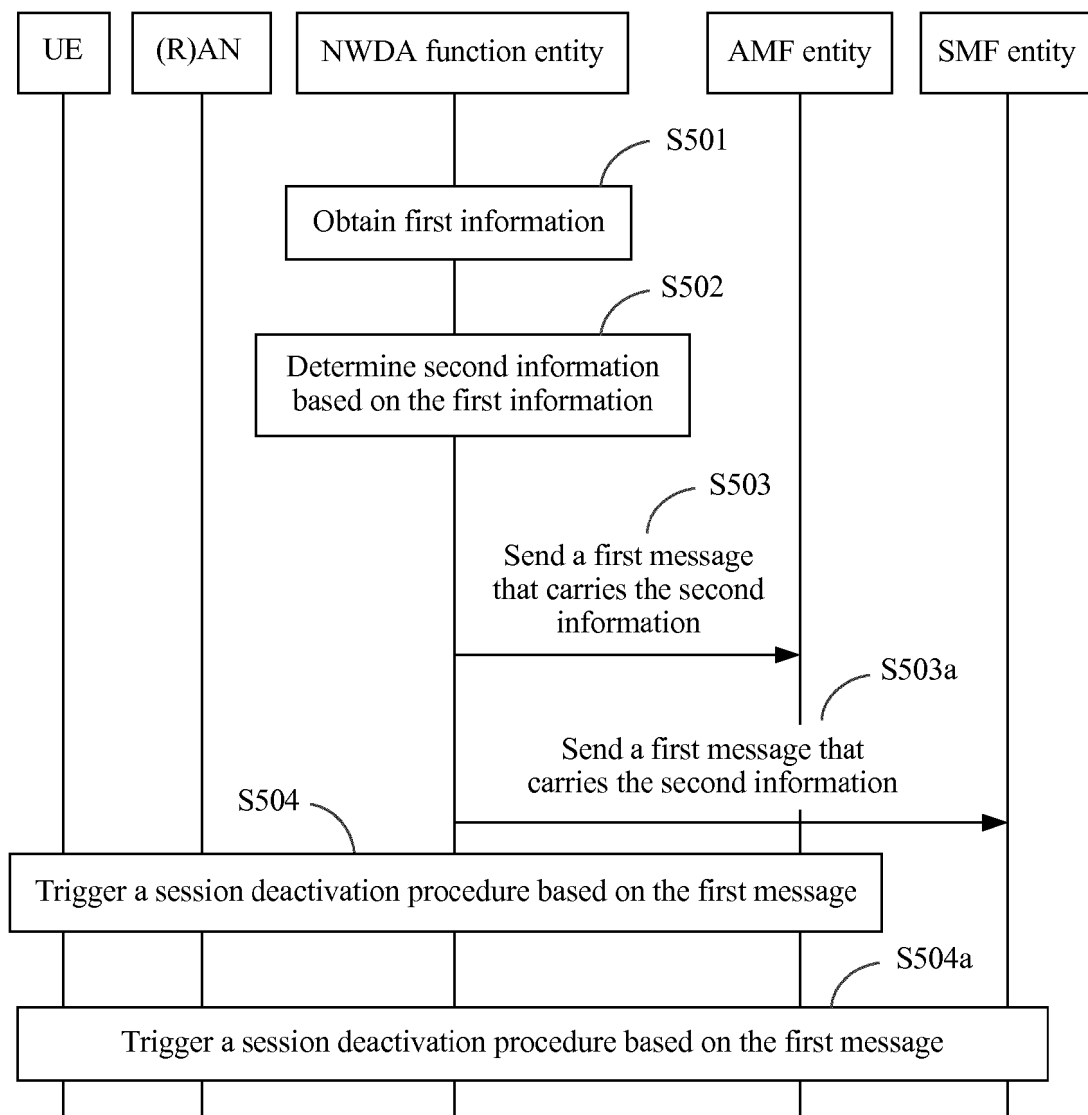 UE
(R)AN
NWDA function entity
AMF entity
SMF entity
S501
Obtain first information
S502
Determine second information
based on the first information
S503
Send a first message
that carries the second
information
S503a
Send a first message that
carries the second information
S504
Trigger a session deactivation procedure based on the first message
S504a
Trigger a session deactivation procedure based on the first message